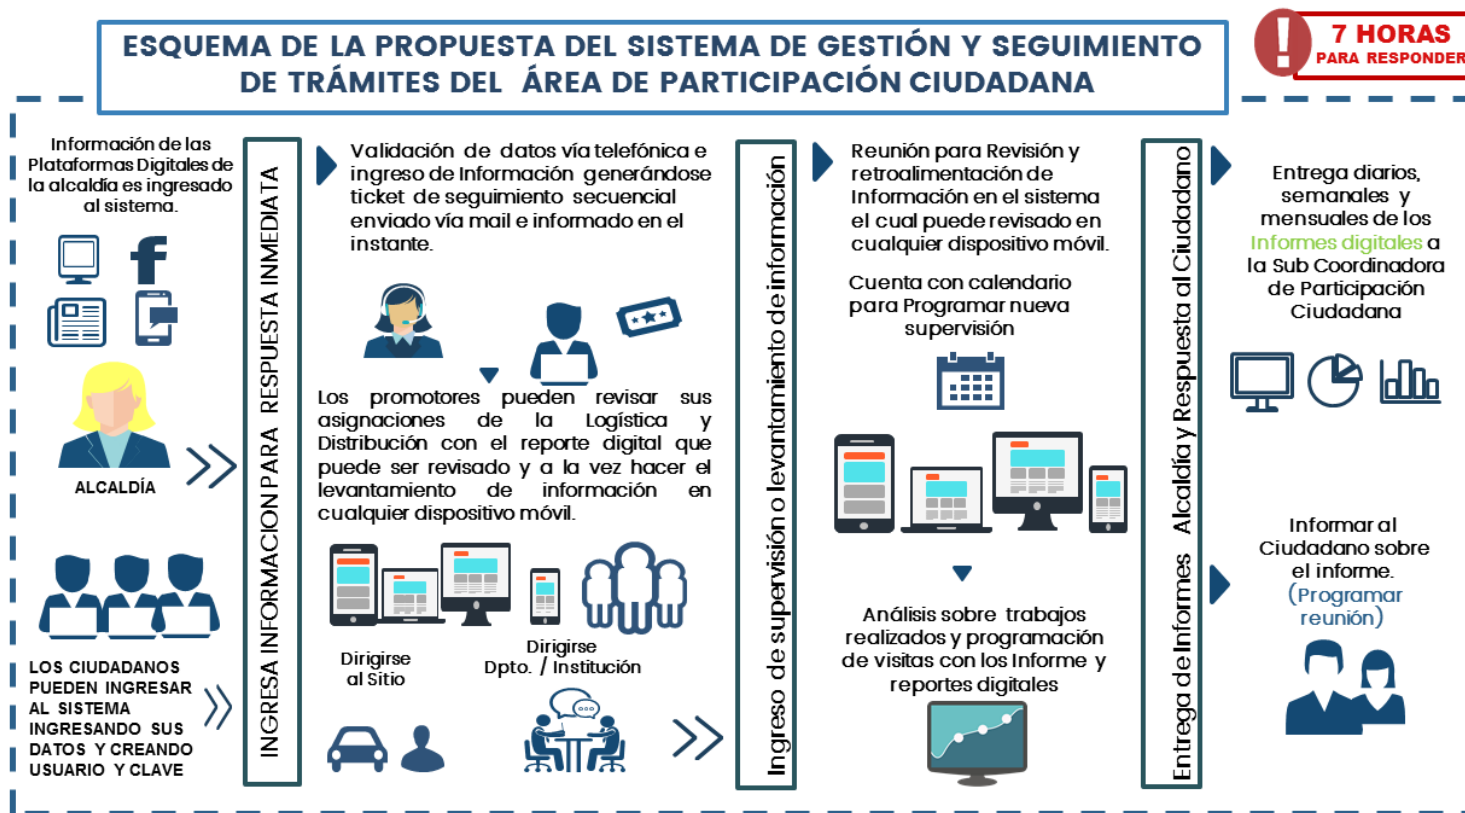 ESQUEMA DE LA PROPUESTA DEL SISTEMA DE GESTIÓN Y SEGUIMIENTO
DE TRÁMITES DEL ÁREA DE PARTICIPACIÓN CIUDADANA
7 HORAS
PARA RESPONDER
Información de las
Plataformas Digitales de
la alcaldía es ingresado
al sistema.
ALCALDÍA
LOS CIUDADANOS
PUEDEN INGRESAR
AL SISTEMA
INGRESANDO SUS
DATOS Y CREANDO
USUARIO Y CLAVE
INGRESA INFORMACION PARA RESPUESTA INMEDIATA
Validación de datos vía telefónica e
ingreso de Información generándose
ticket de seguimiento secuencial
enviado vía mail e informado en el
instante.
Los promotores pueden revisar sus
asignaciones de la Logística y
Distribución con el reporte digital que
puede ser revisado y a la vez hacer el
levantamiento de información en
cualquier dispositivo móvil.
Dirigirse
al Sitio
Dirigirse
Dpto. / Institución
Ingreso de supervisión o levantamiento de información
Reunión para Revisión y
retroalimentación de
Información en el sistema
el cual puede revisado en
cualquier dispositivo móvil.
Cuenta con calendario
para Programar nueva
supervisión
Análisis sobre trabajos
realizados y programación
de visitas con los Informe y
reportes digitales
Entrega de Informes Alcaldía y Respuesta al Ciudadano
Entrega diarios,
semanales y
mensuales de los
Informes digitales a
la Sub Coordinadora
de Participación
Ciudadana
Informar al
Ciudadano sobre
el informe.
(Programar
reunión)